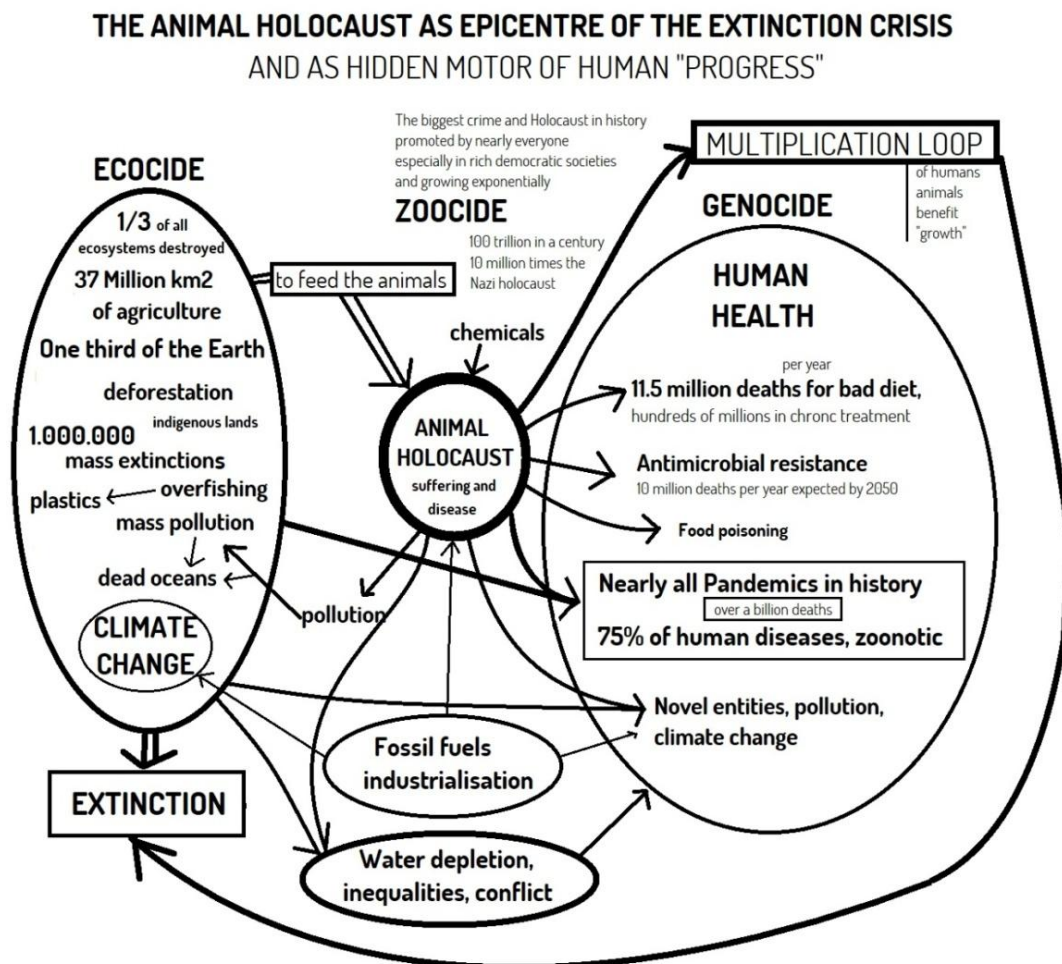 THE ANIMAL HOLOCAUST AS EPICENTRE OF THE EXTINCTION CRISIS
AND AS HIDDEN MOTOR OF HUMAN "PROGRESS"
ECOCIDE
1/3 of all
ecosystems destroyed
37 Million km2
of agriculture
One third of the Earth
deforestation
indigenous lands
1.000.000
mass extinctions
overfishing
plastics
mass pollution
dead oceans
CLIMATE
CHANGE
EXTINCTION
The biggest crime and Holocaust in history
promoted by nearly everyone
especially in rich democratic societies
and growing exponentially
ZOOCIDE
100 trillion in a century
10 million times the
Nazi holocaust
to feed the animals
chemicals
ANIMAL
HOLOCAUST
suffering and
disease
pollution
Fossil fuels
industrialisation
Water depletion,
inequalities, conflict
MULTIPLICATION LOOP
of humans
animals
benefit
"growth"
GENOCIDE
HUMAN
HEALTH
per year
11.5 million deaths for bad diet,
hundreds of millions in chronc treatment
Antimicrobial resistance
10 million deaths per year expected by 2050
Food poisoning
Nearly all Pandemics in history
over a billion deaths
75% of human diseases, zoonotic
Novel entities, pollution,
climate change